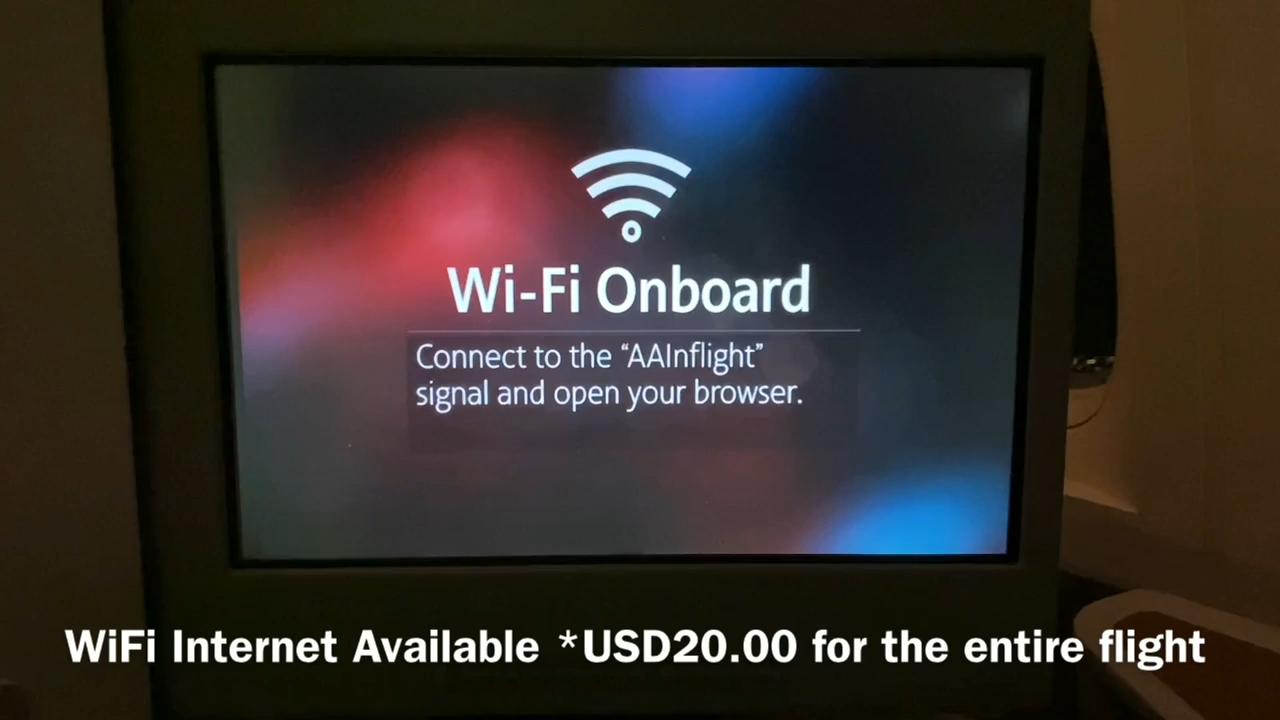 Wi-Fi Onboard
Connect to the “AAInflight”
signal and open your browser.
WiFi Internet Available *USD20.00 for the entire flight